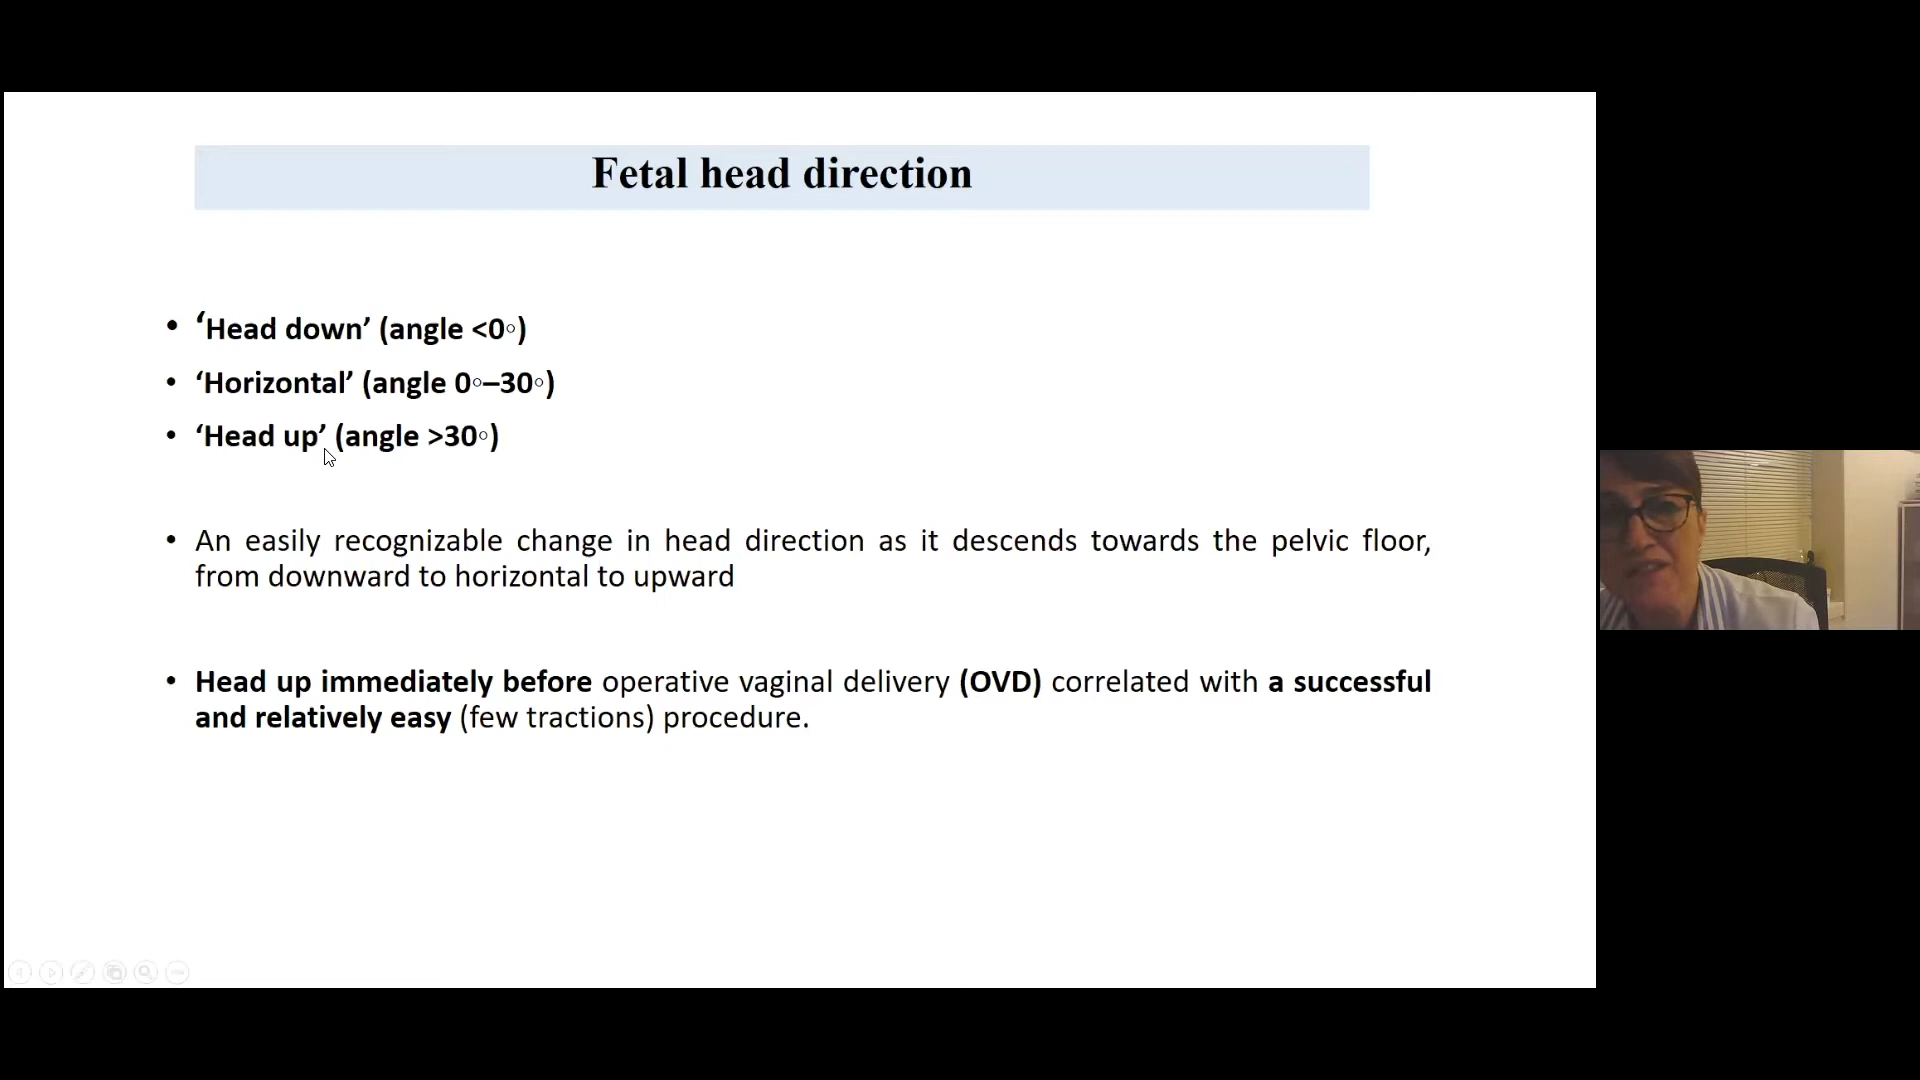 Fetal head direction
• ‘Head down’ (angle <0◦)
• ‘Horizontal’ (angle 0◦–30◦)
• ‘Head up’ (angle >30◦)
• An easily recognizable change in head direction as it descends towards the pelvic floor,
from downward to horizontal to upward
• Head up immediately before operative vaginal delivery (OVD) correlated with a successful
and relatively easy (few tractions) procedure.